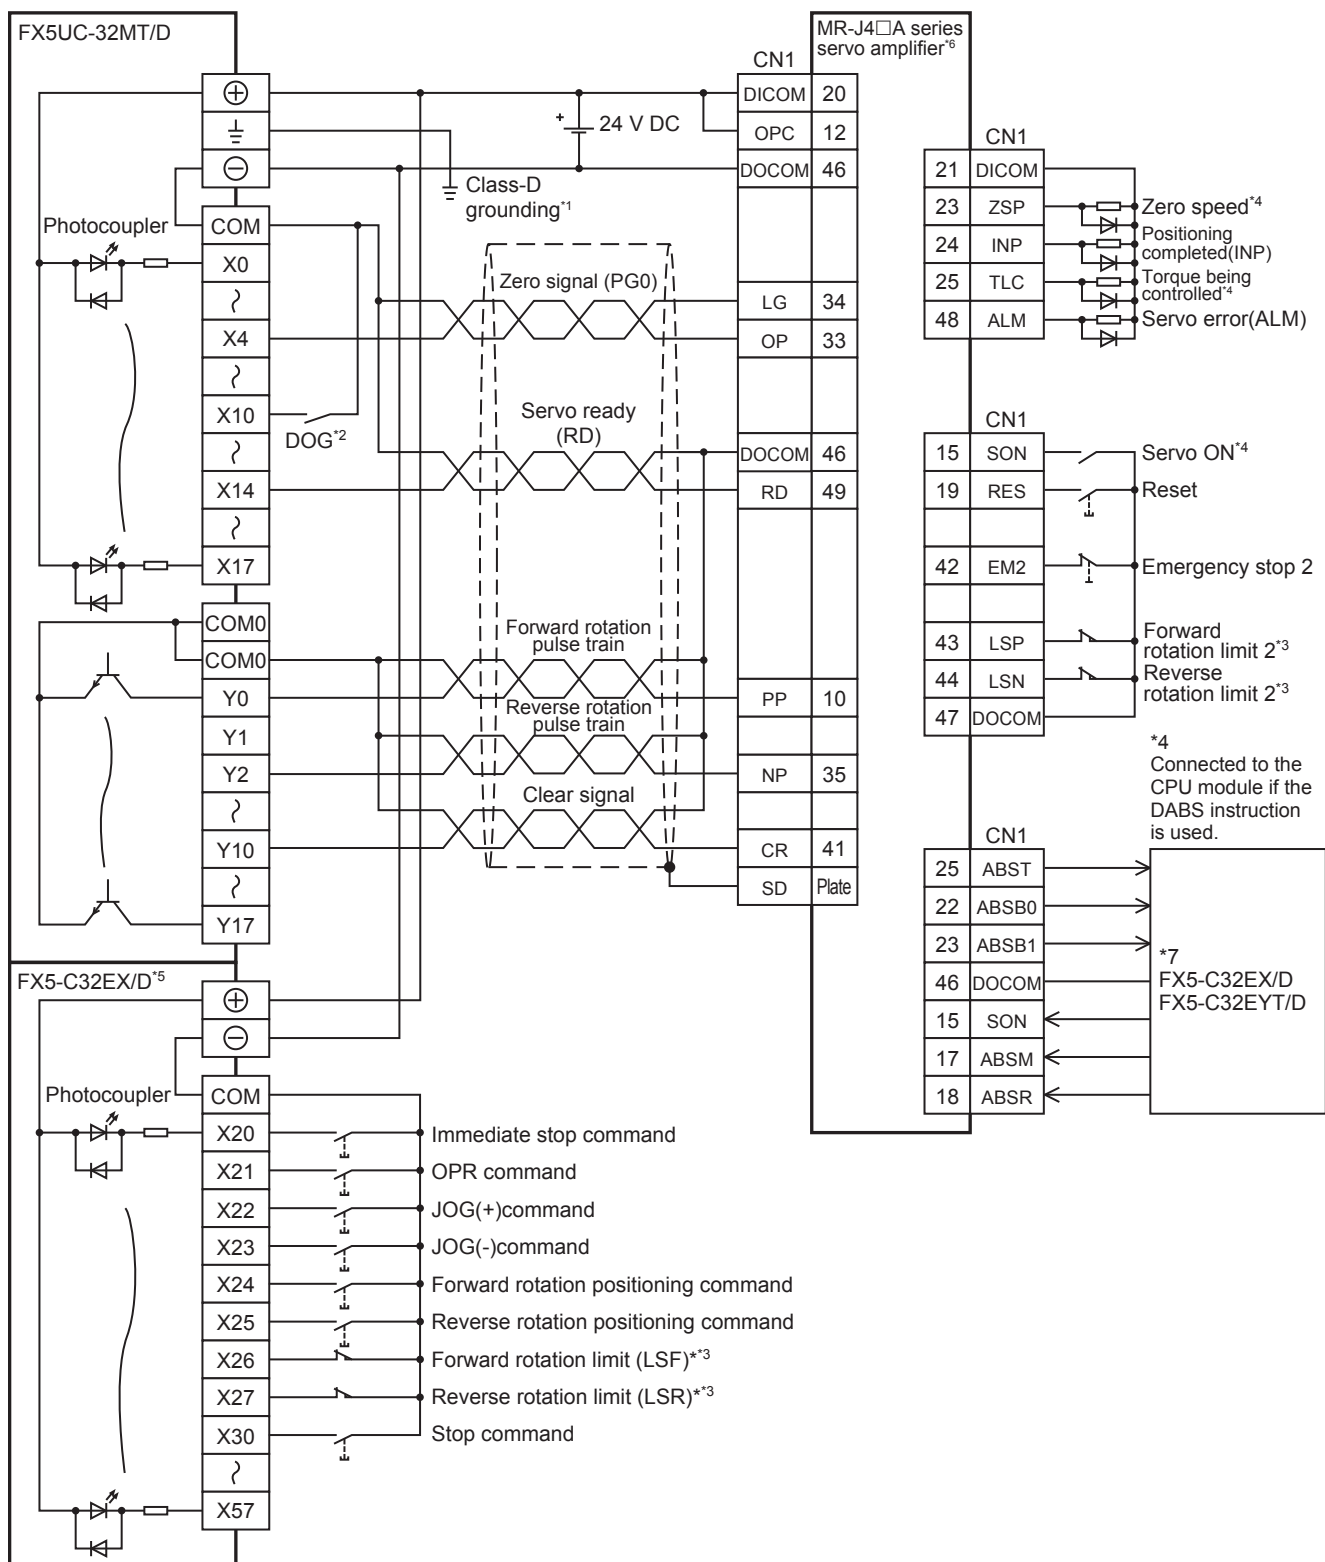 FX5UC-32MT/D
MR-J4□A series
servo amplifier*6
CN1
DICOM 20
24 V DC
OPC 12
CN1
DOCOM 46
21 DICOM
Class-D
grounding*1
23 ZSP Zero speed*4
Photocoupler
COM
24 INP Positioning
completed(INP)
X0
25 TLC Torque being
controlled*4
Zero signal (PG0)
LG 34
48 ALM Servo error(ALM)
X4
OP 33
X10
DOG*2
Servo ready
(RD)
CN1
DOCOM 46
15 SON Servo ON*4
X14
RD 49
19 RES Reset
X17
42 EM2 Emergency stop 2
COM0
Forward rotation
pulse train
43 LSP Forward
rotation limit 2*3
COM0
44 LSN Reverse
rotation limit 2*3
Y0
PP 10
47 DOCOM
Reverse rotation
pulse train
Y1
Y2
NP 35
*4
Connected to the
CPU module if the
DABS instruction
is used.
Clear signal
CN1
Y10
CR 41
25 ABST
SD Plate
22 ABSB0
Y17
23 ABSB1
*7
FX5-C32EX/D
FX5-C32EYT/D
46 DOCOM
15 SON
17 ABSM
18 ABSR
FX5-C32EX/D*5
Photocoupler
COM
X20 Immediate stop command
X21 OPR command
X22 JOG(+)command
X23 JOG(-)command
X24 Forward rotation positioning command
X25 Reverse rotation positioning command
X26 Forward rotation limit (LSF)**3
X27 Reverse rotation limit (LSR)**3
X30 Stop command
X57